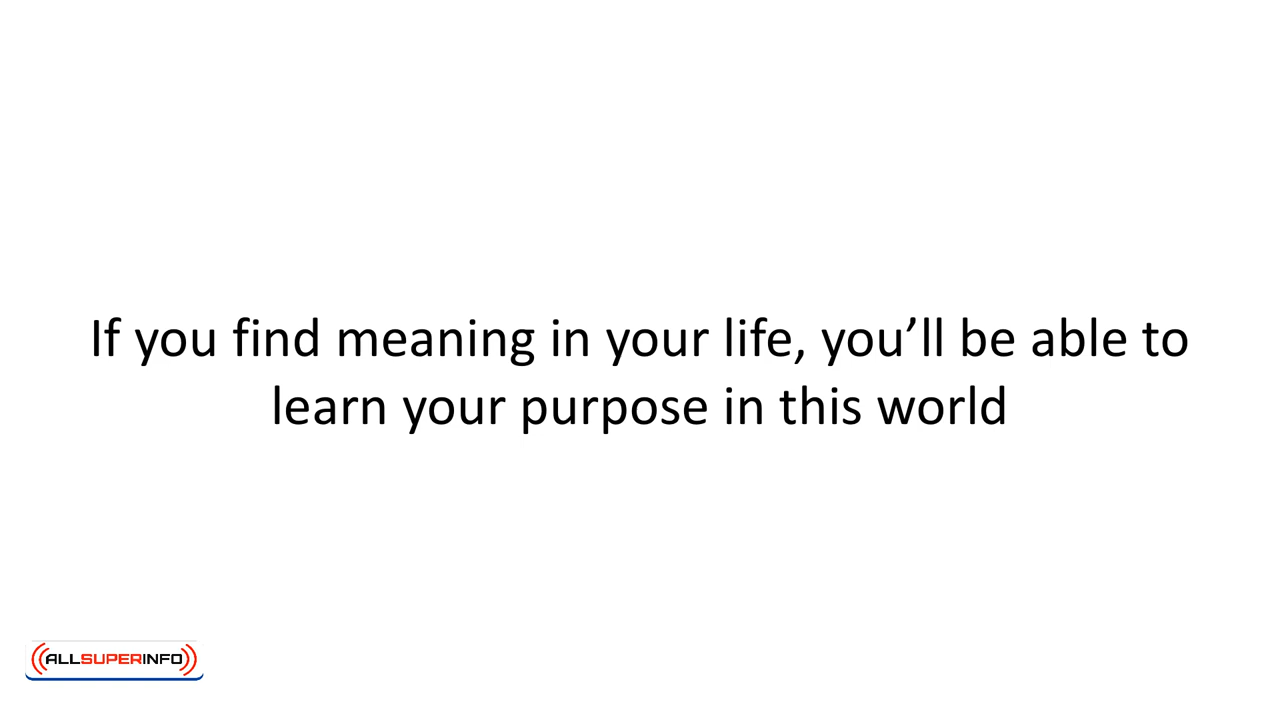 If you find meaning in your life, you’ll be able to
learn your purpose in this world
ALLSUPERINFO